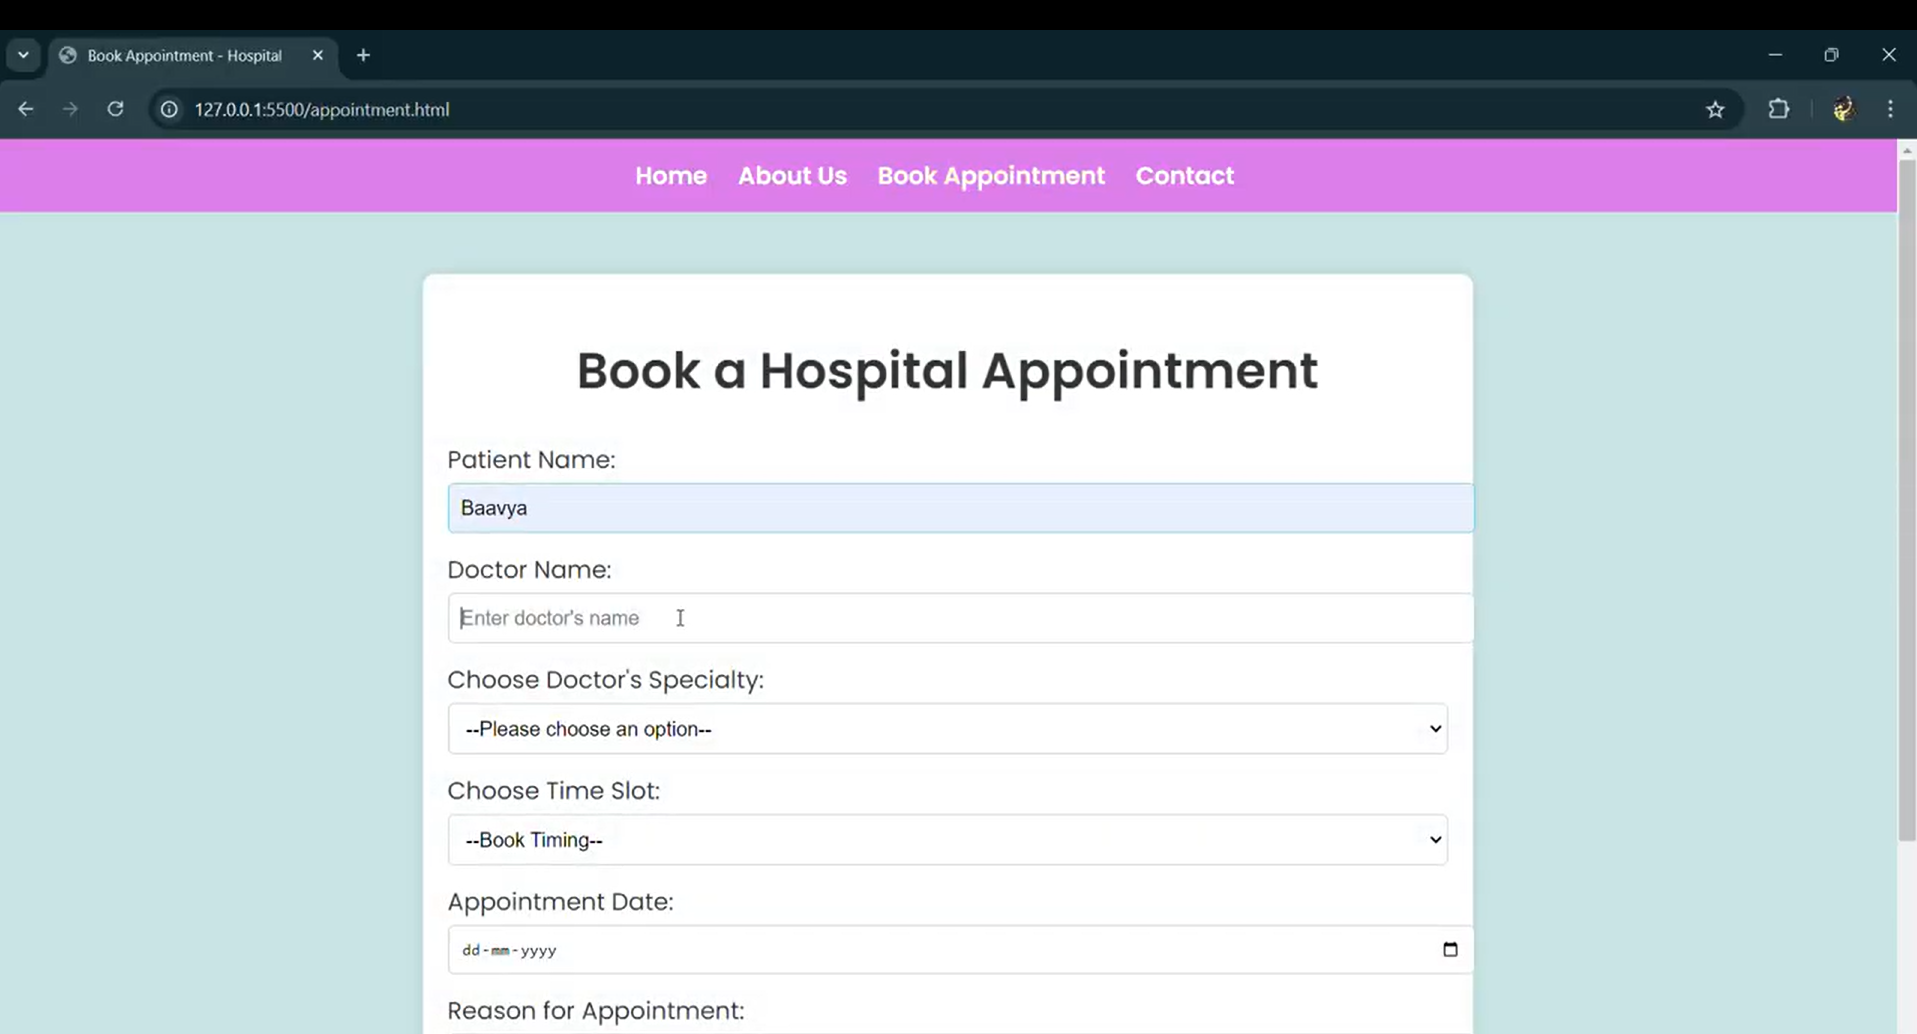 Book Appointment - Hospital
127.0.0.1:5500/appointment.html
Home About Us Book Appointment Contact
Book a Hospital Appointment
Patient Name:
Baavya
Doctor Name:
Enter doctor's name
Choose Doctor's Specialty:
--Please choose an option--
Choose Time Slot:
--Book Timing--
Appointment Date:
dd-mm-yyyy
Reason for Appointment: